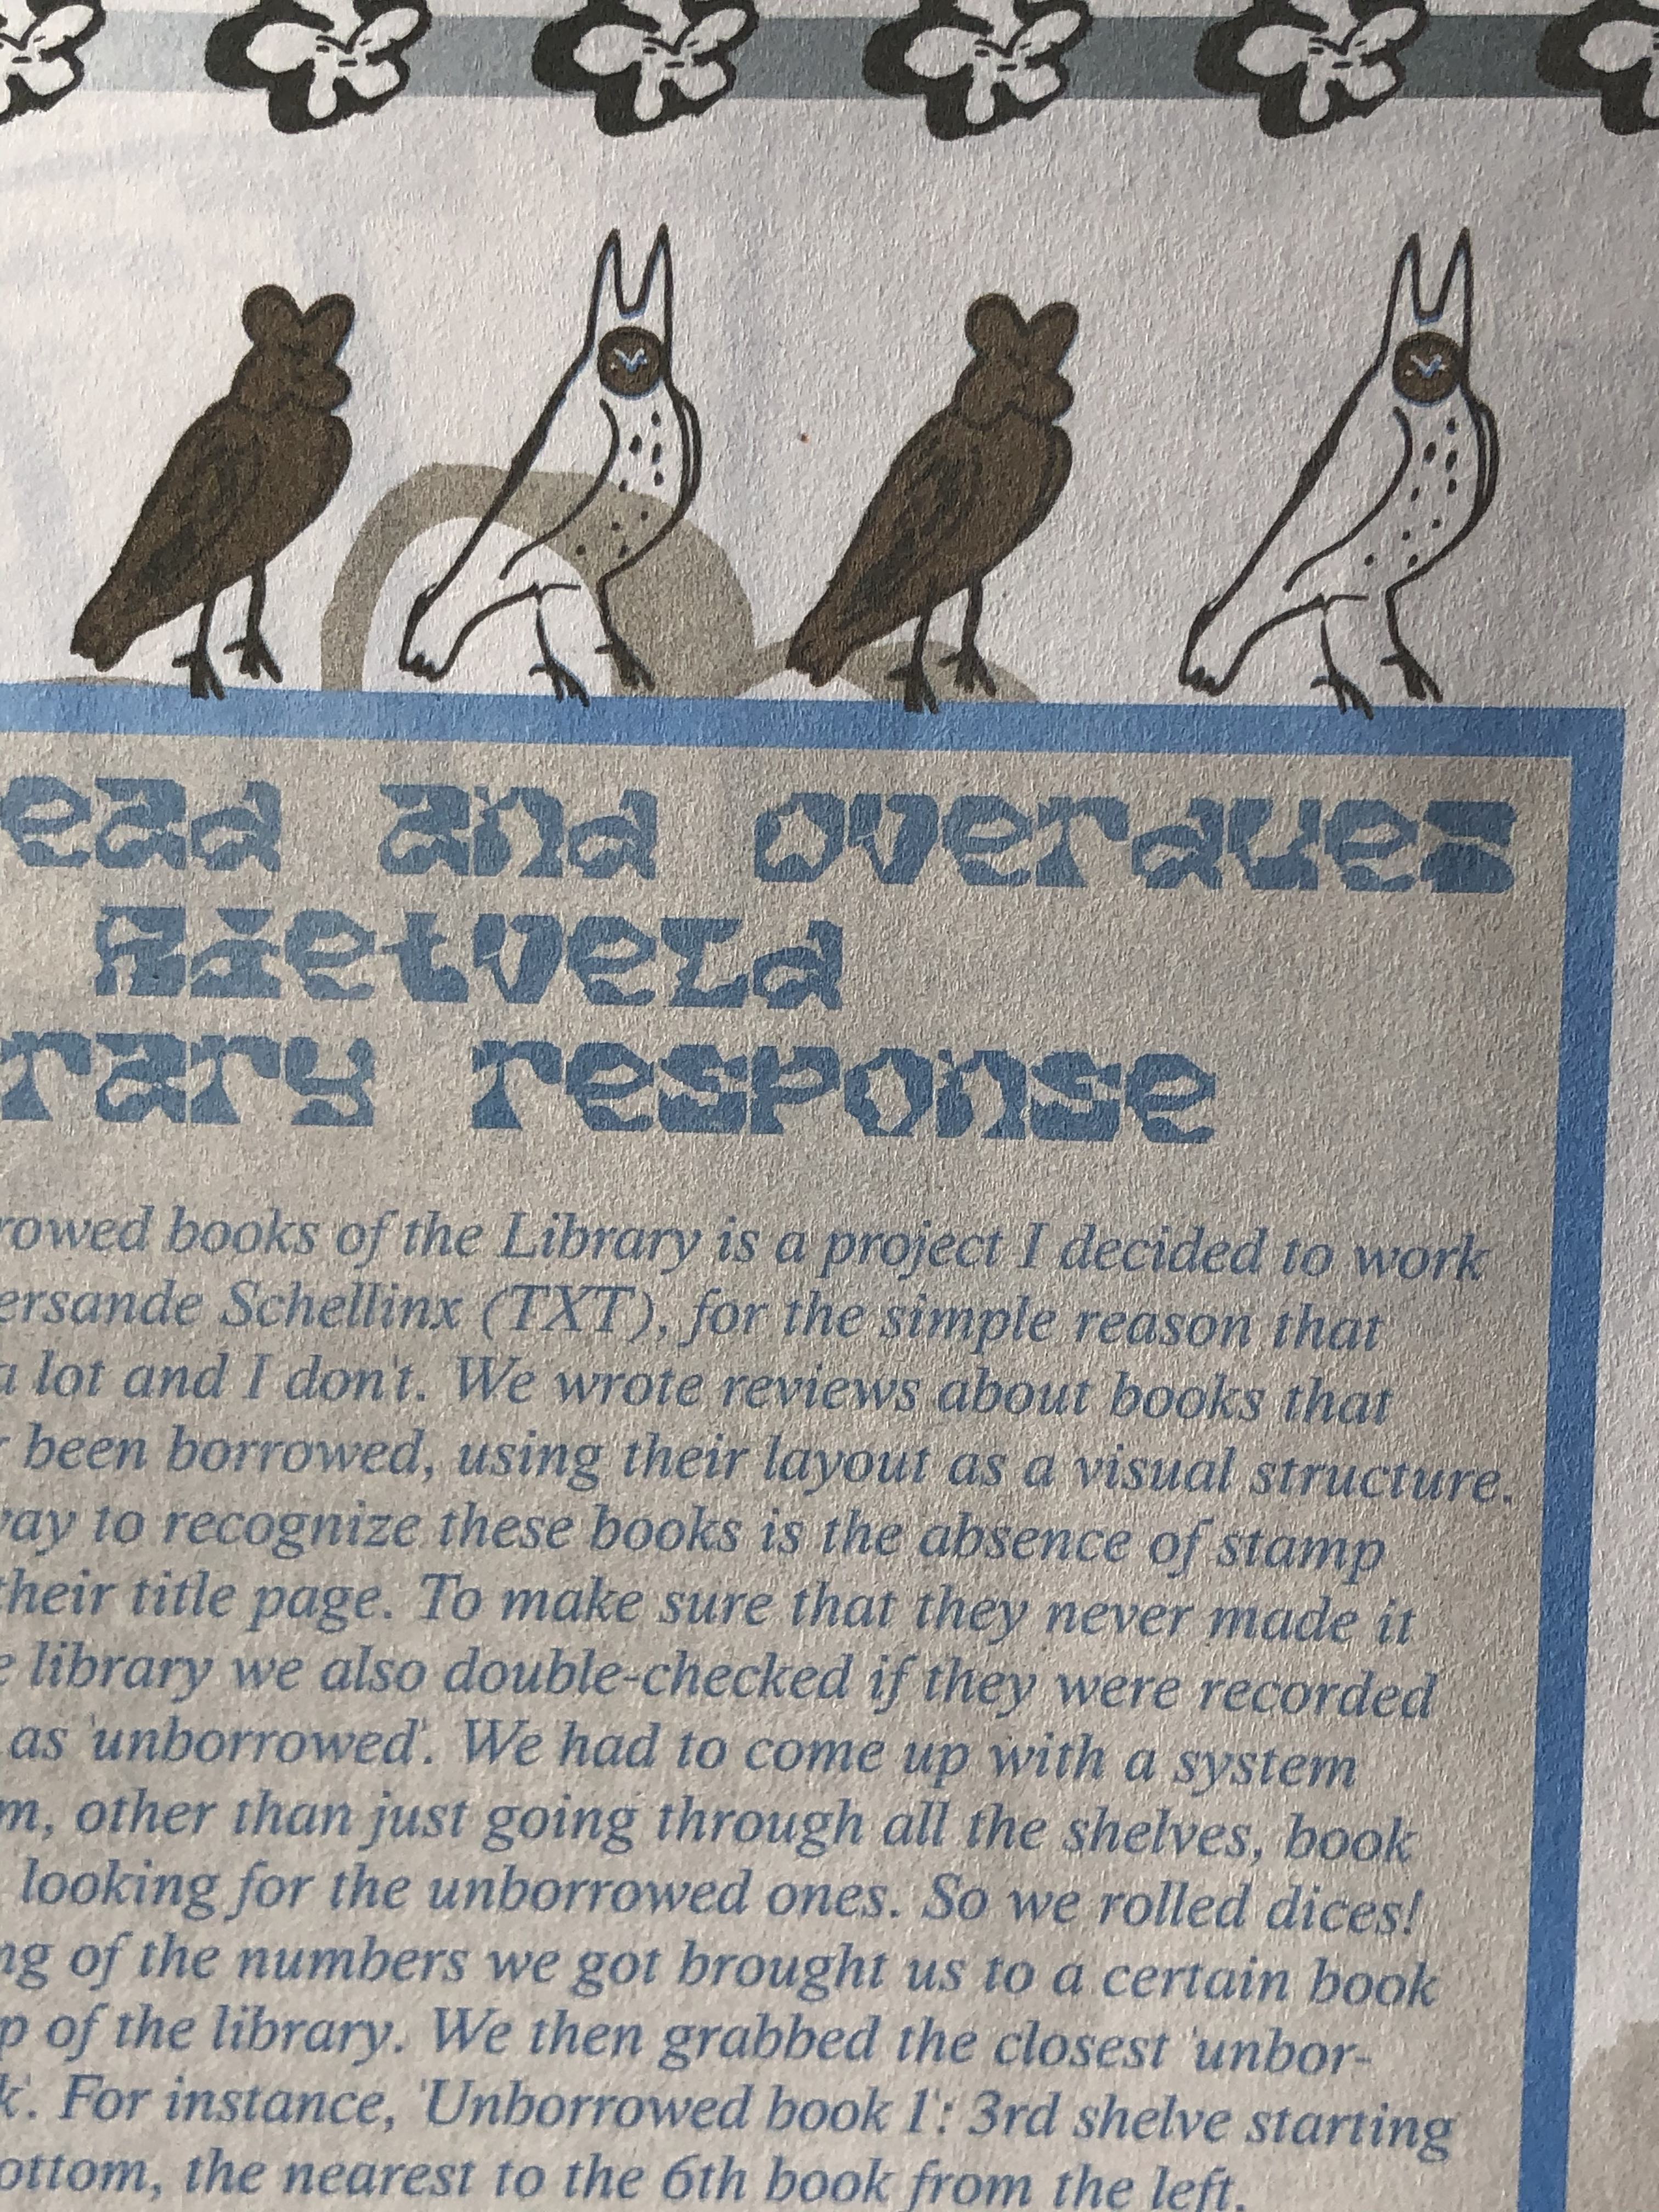 ead and overdues
Rietveld
rary response
rowed books of the Library is a project I decided to work
ersande Schellinx (TXT), for the simple reason that
a lot and I don't. We wrote reviews about books that
been borrowed, using their layout as a visual structure.
way to recognize these books is the absence of stamp
their title page. To make sure that they never made it
e library we also double-checked if they were recorded
as 'unborrowed'. We had to come up with a system
m, other than just going through all the shelves, book
looking for the unborrowed ones. So we rolled dices!
ng of the numbers we got brought us to a certain book
p of the library. We then grabbed the closest 'unbor-
k'. For instance, 'Unborrowed book 1': 3rd shelve starting
ottom, the nearest to the 6th book from the left.